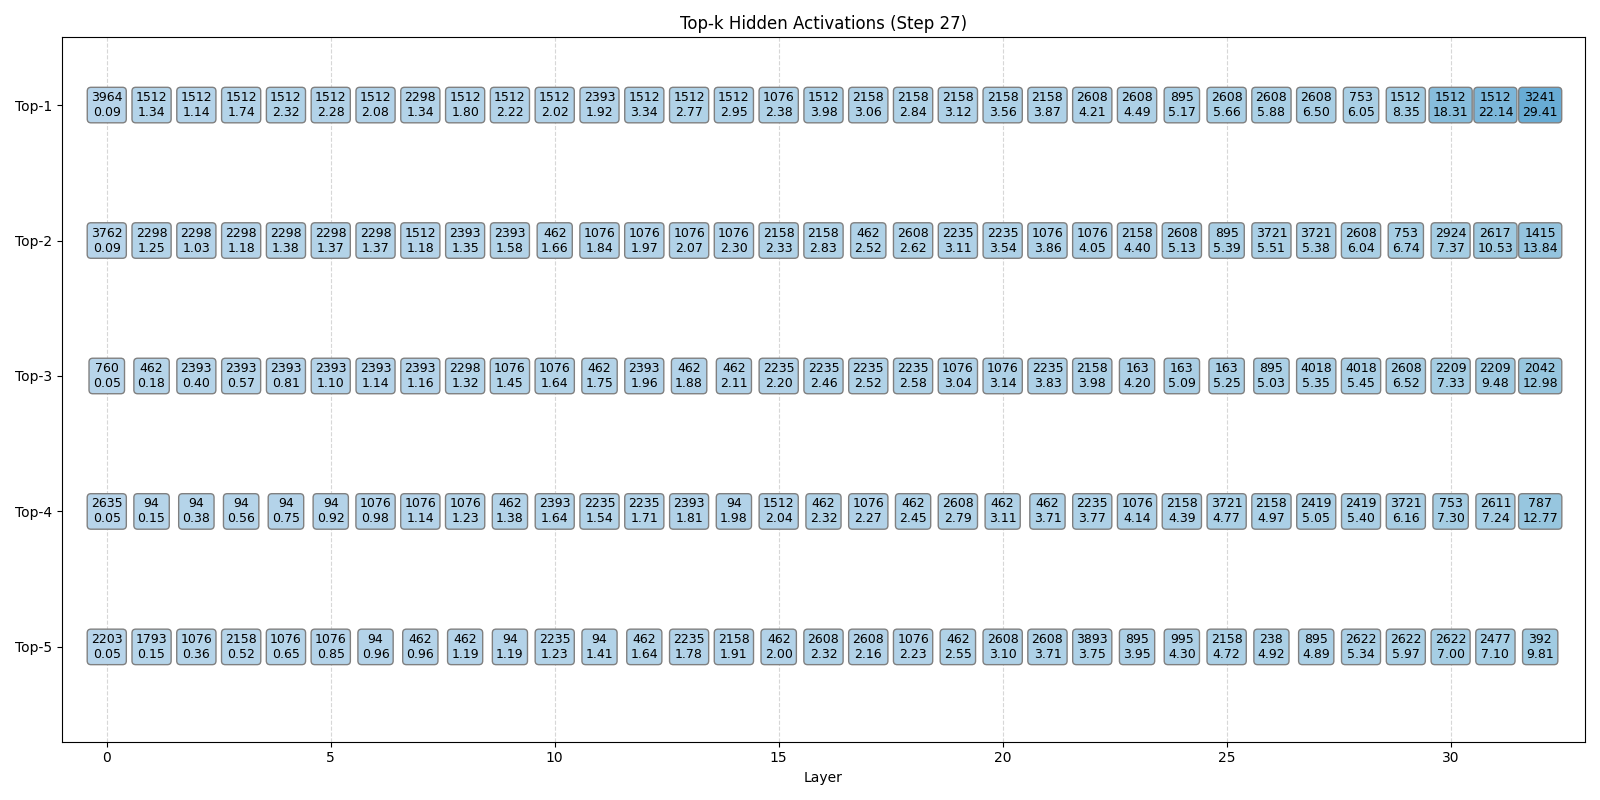 Top-k Hidden Activations (Step 27)
Top-1
3964 1512 1512 1512 1512 1512 1512 2298 1512 1512 1512 2393 1512 1512 1512 1076 1512 2158 2158 2158 2158 2158 2608 2608 895 2608 2608 2608 753 1512 1512 1512 3241
0.09 1.34 1.14 1.74 2.32 2.28 2.08 1.34 1.80 2.22 2.02 1.92 3.34 2.77 2.95 2.38 3.98 3.06 2.84 3.12 3.56 3.87 4.21 4.49 5.17 5.66 5.88 6.50 6.05 8.35 18.31 22.14 29.41
Top-2
3762 2298 2298 2298 2298 2298 2298 1512 2393 2393 462 1076 1076 1076 1076 2158 2158 462 2608 2235 2235 1076 1076 2158 2608 895 3721 3721 2608 753 2924 2617 1415
0.09 1.25 1.03 1.18 1.38 1.37 1.37 1.18 1.35 1.58 1.66 1.84 1.97 2.07 2.30 2.33 2.83 2.52 2.62 3.11 3.54 3.86 4.05 4.40 5.13 5.39 5.51 5.38 6.04 6.74 7.37 10.53 13.84
Top-3
760 462 2393 2393 2393 2393 2393 2393 2298 1076 1076 462 2393 462 462 2235 2235 2235 2235 1076 1076 2235 2158 163 163 163 895 4018 4018 2608 2209 2209 2042
0.05 0.18 0.40 0.57 0.81 1.10 1.14 1.16 1.32 1.45 1.64 1.75 1.96 1.88 2.11 2.20 2.46 2.52 2.58 3.04 3.14 3.83 3.98 4.20 5.09 5.25 5.03 5.35 5.45 6.52 7.33 9.48 12.98
Top-4
2635 94 94 94 94 94 1076 1076 1076 462 2393 2235 2235 2393 94 1512 462 1076 462 2608 462 462 2235 1076 2158 3721 2158 2419 2419 3721 753 2611 787
0.05 0.15 0.38 0.56 0.75 0.92 0.98 1.14 1.23 1.38 1.64 1.54 1.71 1.81 1.98 2.04 2.32 2.27 2.45 2.79 3.11 3.71 3.77 4.14 4.39 4.77 4.97 5.05 5.40 6.16 7.30 7.24 12.77
Top-5
2203 1793 1076 2158 1076 1076 94 462 462 94 2235 94 462 2235 2158 462 2608 2608 1076 462 2608 2608 3893 895 995 2158 238 895 2622 2622 2622 2477 392
0.05 0.15 0.36 0.52 0.65 0.85 0.96 0.96 1.19 1.19 1.23 1.41 1.64 1.78 1.91 2.00 2.32 2.16 2.23 2.55 3.10 3.71 3.75 3.95 4.30 4.72 4.92 4.89 5.34 5.97 7.00 7.10 9.81
0 5 10 15 20 25 30
Layer